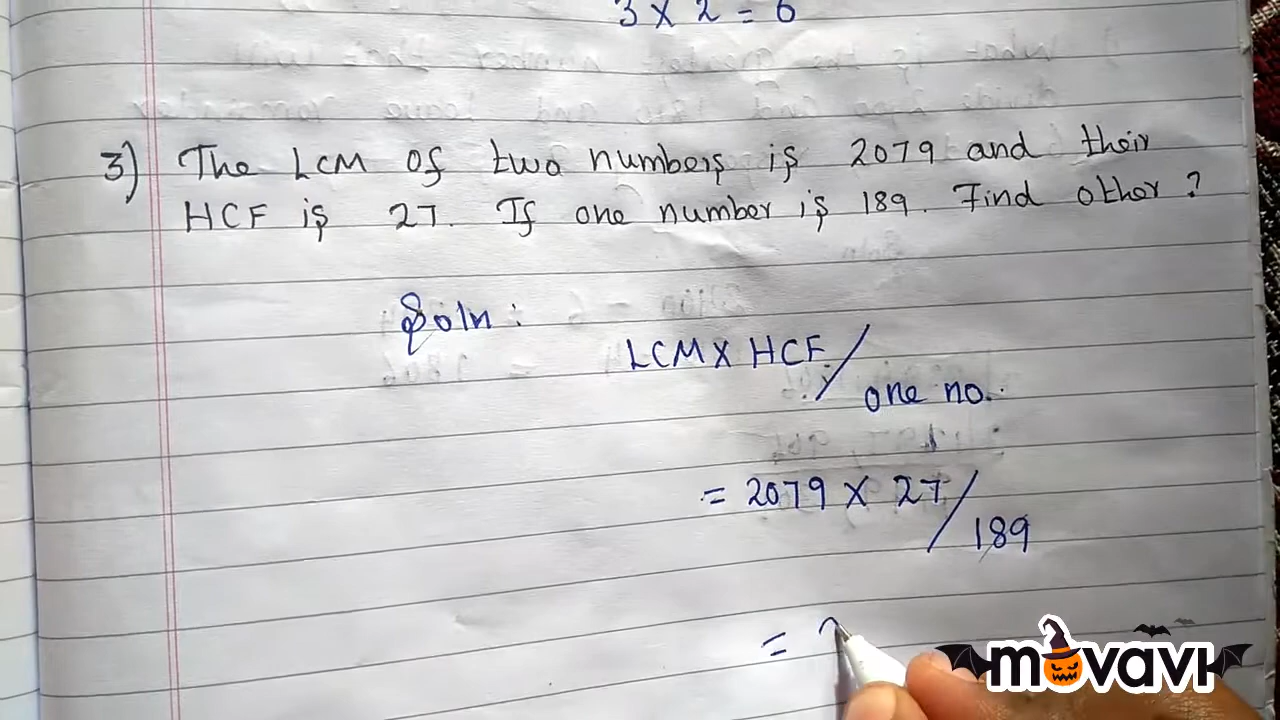 3 x 2 = 6
3) The LCM of two numbers is 2079 and their
HCF is 27. If one number is 189. Find other ?
Soln :
LCM x HCF /
one no.
= 2079 x 27 /
189
=
movavi